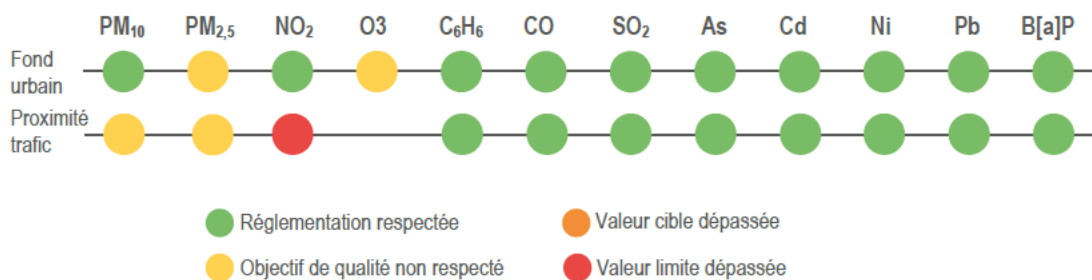 PM₁₀ PM₂,₅ NO₂ O3 C₆H₆ CO SO₂ As Cd Ni Pb B[a]P
Fond
urbain
Proximité
trafic
Réglementation respectée
Valeur cible dépassée
Objectif de qualité non respecté
Valeur limite dépassée